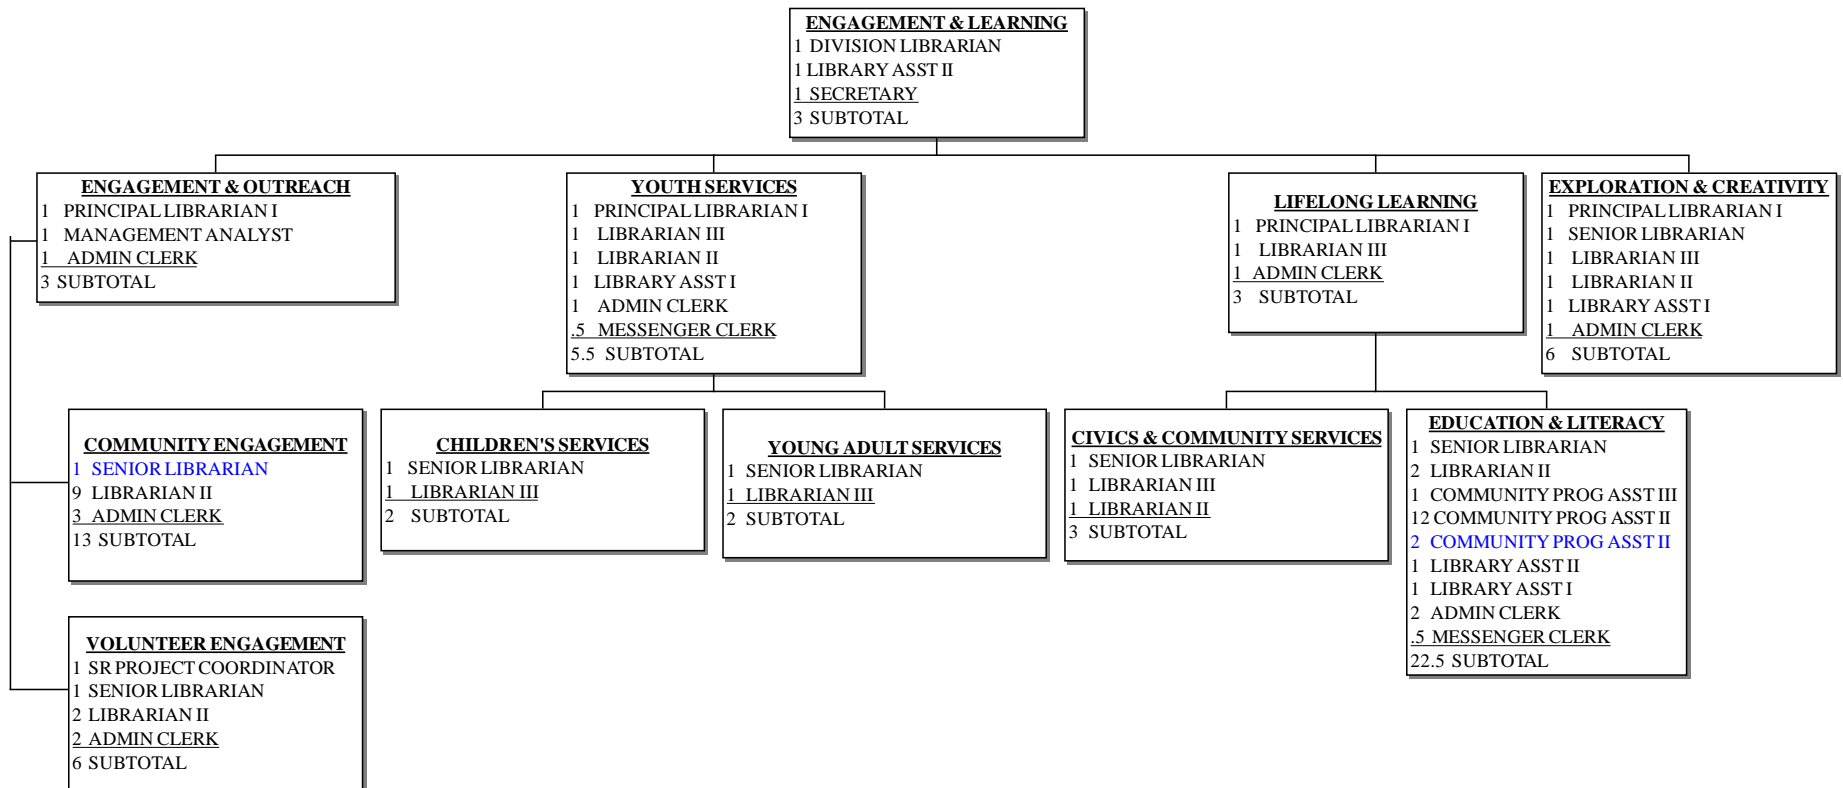 ENGAGEMENT & LEARNING
1 DIVISION LIBRARIAN
1 LIBRARY ASST II
1 SECRETARY
3 SUBTOTAL
ENGAGEMENT & OUTREACH
1 PRINCIPAL LIBRARIAN I
1 MANAGEMENT ANALYST
1 ADMIN CLERK
3 SUBTOTAL
YOUTH SERVICES
1 PRINCIPAL LIBRARIAN I
1 LIBRARIAN III
1 LIBRARIAN II
1 LIBRARY ASST I
1 ADMIN CLERK
.5 MESSENGER CLERK
5.5 SUBTOTAL
LIFELONG LEARNING
1 PRINCIPAL LIBRARIAN I
1 LIBRARIAN III
1 ADMIN CLERK
3 SUBTOTAL
EXPLORATION & CREATIVITY
1 PRINCIPAL LIBRARIAN I
1 SENIOR LIBRARIAN
1 LIBRARIAN III
1 LIBRARIAN II
1 LIBRARY ASST I
1 ADMIN CLERK
6 SUBTOTAL
COMMUNITY ENGAGEMENT
1 SENIOR LIBRARIAN
9 LIBRARIAN II
3 ADMIN CLERK
13 SUBTOTAL
CHILDREN'S SERVICES
1 SENIOR LIBRARIAN
1 LIBRARIAN III
2 SUBTOTAL
YOUNG ADULT SERVICES
1 SENIOR LIBRARIAN
1 LIBRARIAN III
2 SUBTOTAL
CIVICS & COMMUNITY SERVICES
1 SENIOR LIBRARIAN
1 LIBRARIAN III
1 LIBRARIAN II
3 SUBTOTAL
EDUCATION & LITERACY
1 SENIOR LIBRARIAN
2 LIBRARIAN II
1 COMMUNITY PROG ASST III
12 COMMUNITY PROG ASST II
2 COMMUNITY PROG ASST II
1 LIBRARY ASST II
1 LIBRARY ASST I
2 ADMIN CLERK
.5 MESSENGER CLERK
22.5 SUBTOTAL
VOLUNTEER ENGAGEMENT
1 SR PROJECT COORDINATOR
1 SENIOR LIBRARIAN
2 LIBRARIAN II
2 ADMIN CLERK
6 SUBTOTAL